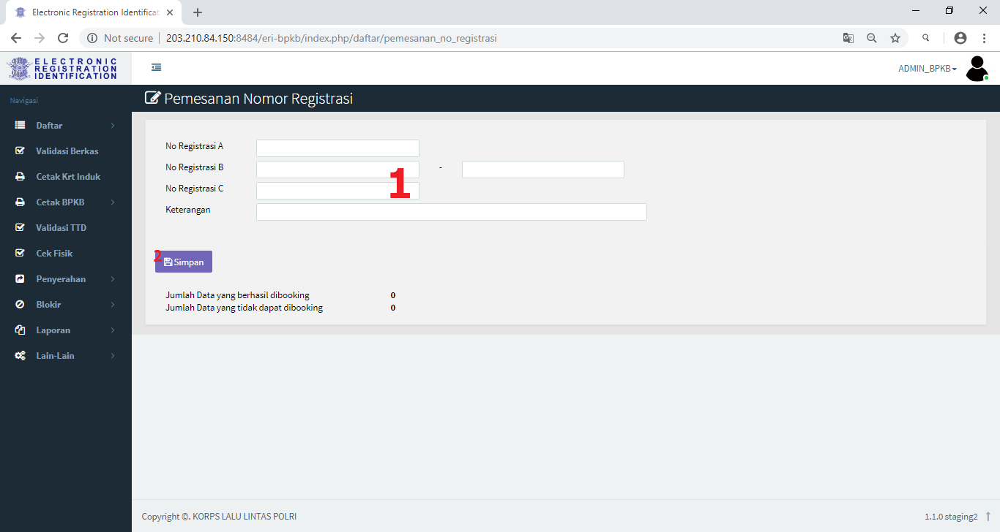 Electronic Registration Identificat
Not secure
203.210.84.150:8484/eri-bpkb/index.php/daftar/pemesanan_no_registrasi
ELECTRONIC
REGISTRATION
IDENTIFICATION
ADMIN_BPKB
Navigasi
Daftar
Validasi Berkas
Cetak Krt Induk
Cetak BPKB
Validasi TTD
Cek Fisik
Penyerahan
Blokir
Laporan
Lain-Lain
Pemesanan Nomor Registrasi
No Registrasi A
No Registrasi B -
No Registrasi C
1
Keterangan
2
Simpan
Jumlah Data yang berhasil dibooking 0
Jumlah Data yang tidak dapat dibooking 0
Copyright ©. KORPS LALU LINTAS POLRI
1.1.0 staging2